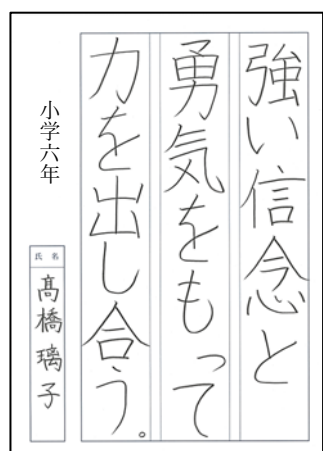 強い信念と
勇気をもって
力を出し合う。
小学六年
氏名
髙橋璃子